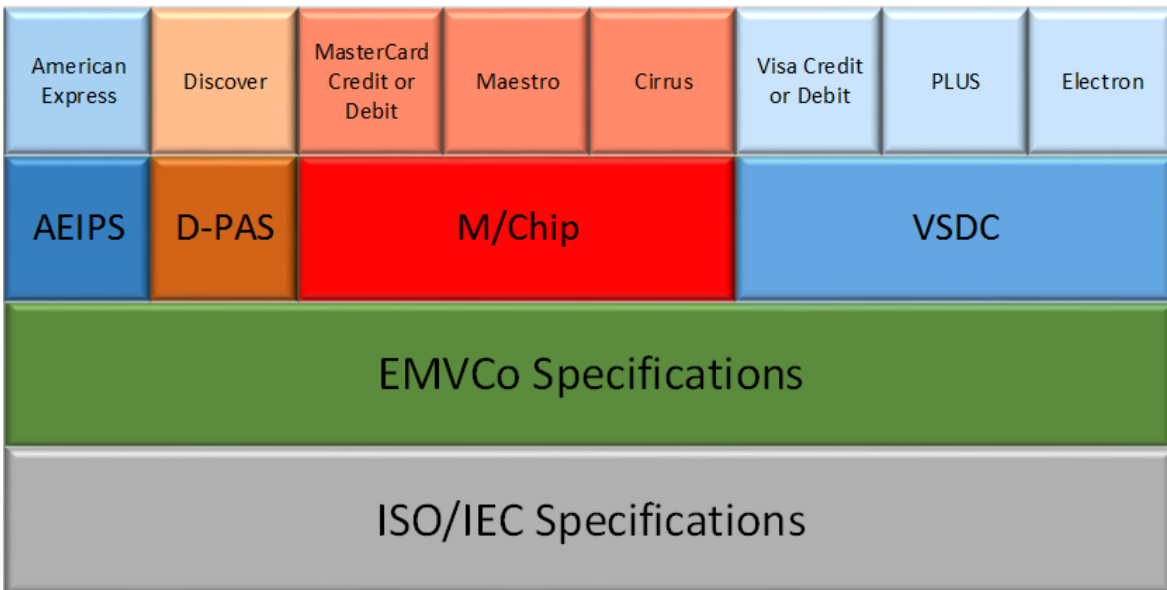 American
Express
Discover
MasterCard
Credit or
Debit
Maestro
Cirrus
Visa Credit
or Debit
PLUS
Electron
AEIPS
D-PAS
M/Chip
VSDC
EMVCo Specifications
ISO/IEC Specifications